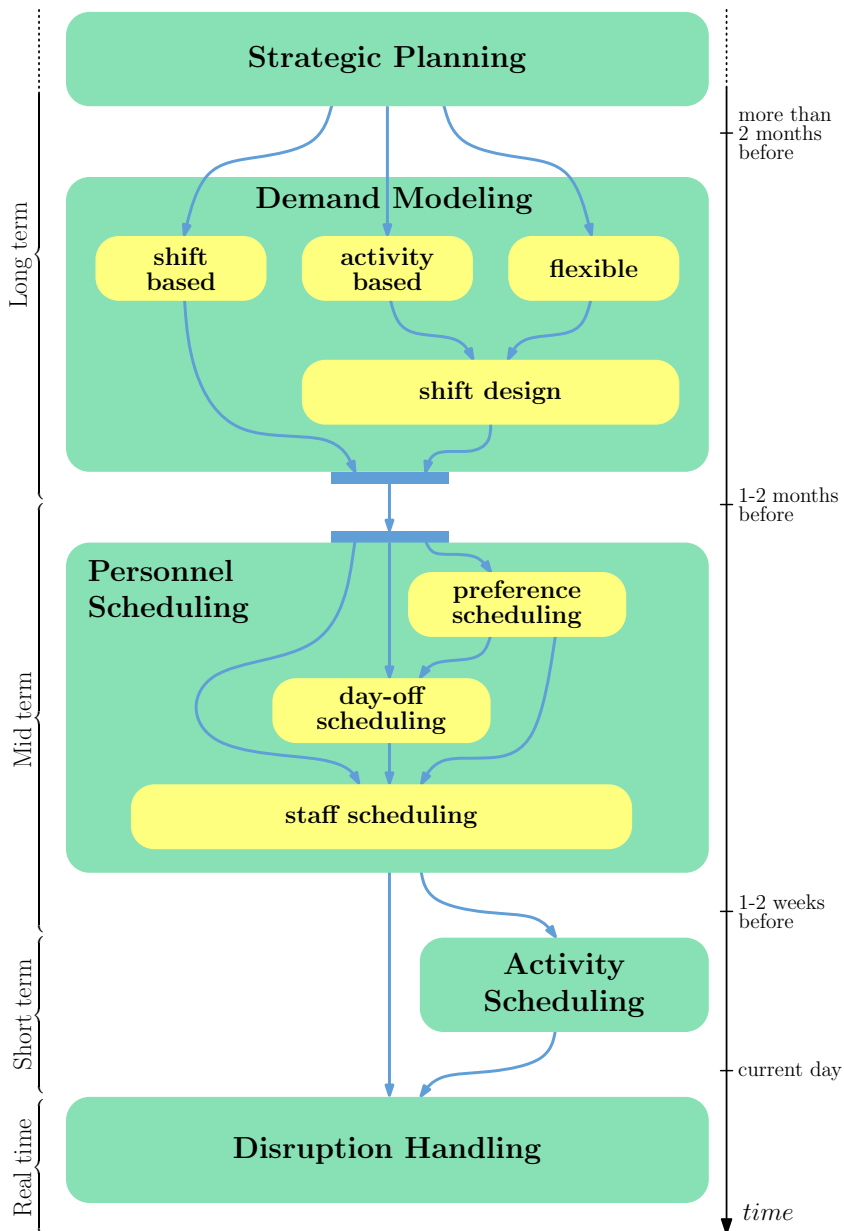 Strategic Planning
more than
2 months
before
Long term
Demand Modeling
shift
based
activity
based
flexible
shift design
1-2 months
before
Mid term
Personnel
Scheduling
preference
scheduling
day-off
scheduling
staff scheduling
1-2 weeks
before
Short term
Activity
Scheduling
current day
Real time
Disruption Handling
time